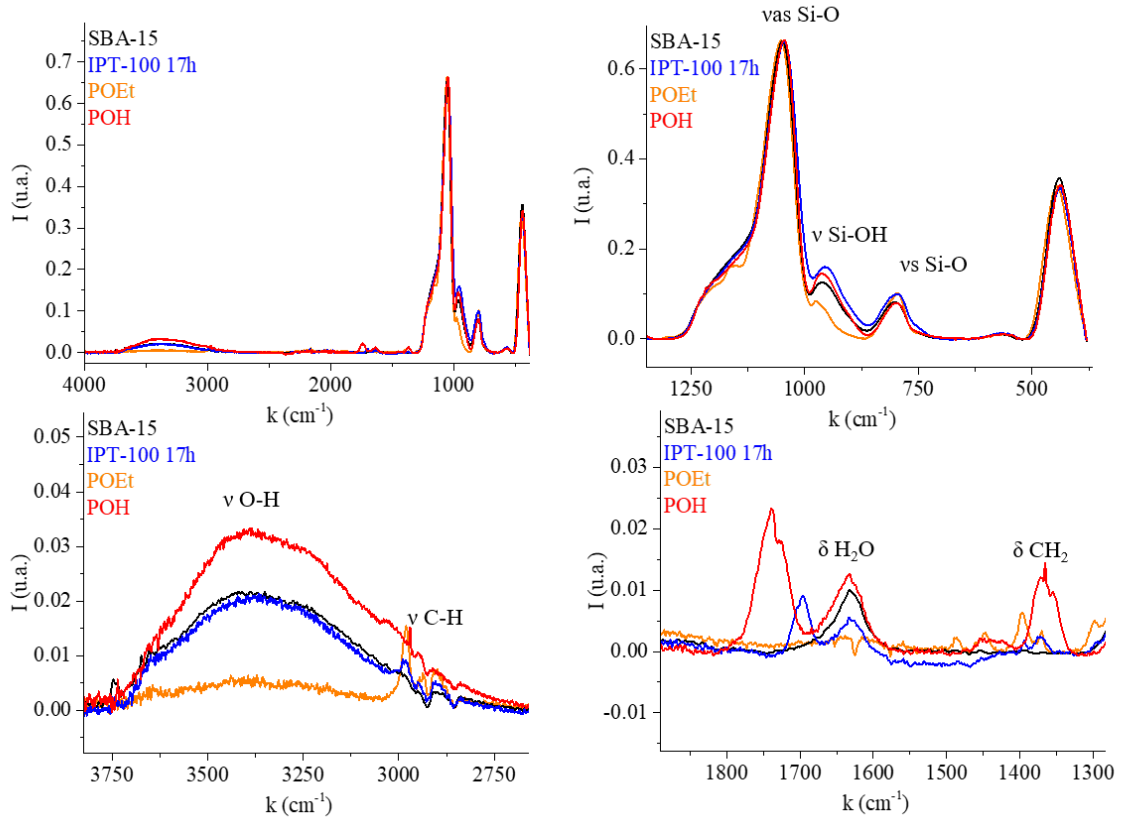 SBA-15
IPT-100 17h
POEt
POH
0.7
0.6
0.5
0.4
0.3
0.2
0.1
0.0
I (u.a.)
4000 3000 2000 1000
k (cm-1)
νas Si-O
SBA-15
IPT-100 17h
POEt
POH
ν Si-OH
νs Si-O
0.6
0.4
0.2
0.0
I (u.a.)
1250 1000 750 500
k (cm-1)
SBA-15
IPT-100 17h
POEt
POH
ν O-H
ν C-H
0.05
0.04
0.03
0.02
0.01
0.00
I (u.a.)
3750 3500 3250 3000 2750
k (cm-1)
SBA-15
IPT-100 17h
POEt
POH
δ H2O
δ CH2
0.03
0.02
0.01
0.00
-0.01
I (u.a.)
1800 1700 1600 1500 1400 1300
k (cm-1)